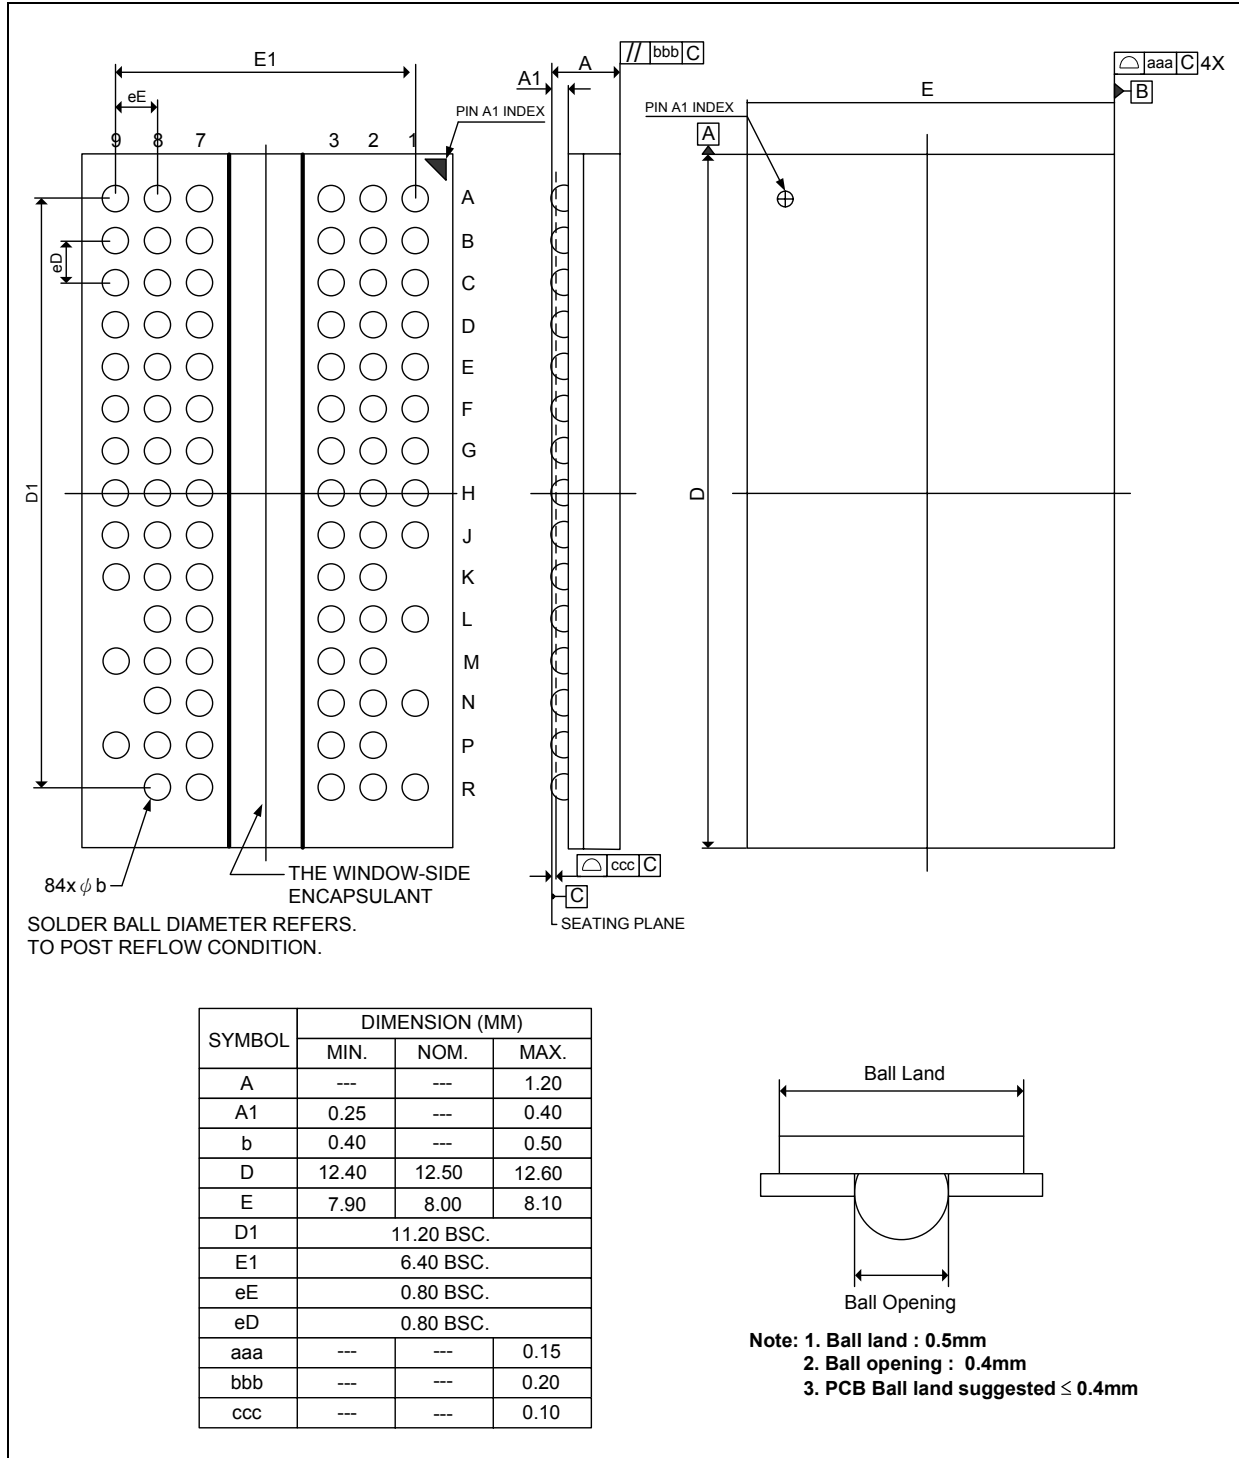 E1
eE
9 8 7 3 2 1
PIN A1 INDEX
A
B
C
D
E
F
G
H
J
K
L
M
N
P
R
eD
D1
84x ϕ b
THE WINDOW-SIDE
ENCAPSULANT
SOLDER BALL DIAMETER REFERS.
TO POST REFLOW CONDITION.
// bbb C
A
A1
ccc C
C
SEATING PLANE
aaa C 4X
B
E
PIN A1 INDEX
A
D
SYMBOL DIMENSION (MM)
MIN. NOM. MAX.
A --- --- 1.20
A1 0.25 --- 0.40
b 0.40 --- 0.50
D 12.40 12.50 12.60
E 7.90 8.00 8.10
D1 11.20 BSC.
E1 6.40 BSC.
eE 0.80 BSC.
eD 0.80 BSC.
aaa --- --- 0.15
bbb --- --- 0.20
ccc --- --- 0.10
Ball Land
Ball Opening
Note: 1. Ball land : 0.5mm
2. Ball opening : 0.4mm
3. PCB Ball land suggested ≤ 0.4mm